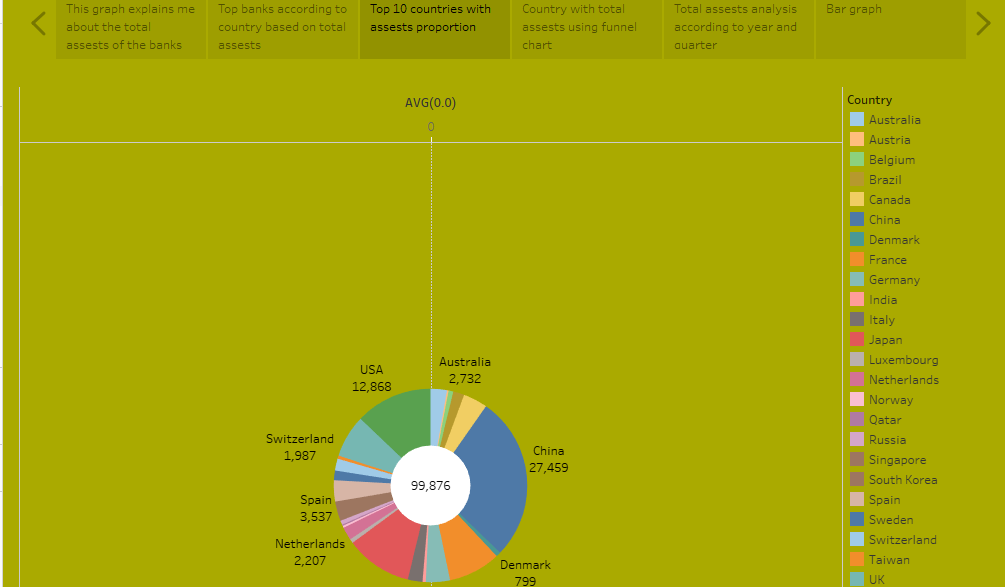 This graph explains me
about the total
assests of the banks
Top banks according to
country based on total
assests
Top 10 countries with
assests proportion
Country with total
assests using funnel
chart
Total assests analysis
according to year and
quarter
Bar graph
AVG(0.0)
0
USA
12,868
Australia
2,732
Switzerland
1,987
China
27,459
99,876
Spain
3,537
Netherlands
2,207
Denmark
799
Country
Australia
Austria
Belgium
Brazil
Canada
China
Denmark
France
Germany
India
Italy
Japan
Luxembourg
Netherlands
Norway
Qatar
Russia
Singapore
South Korea
Spain
Sweden
Switzerland
Taiwan
UK